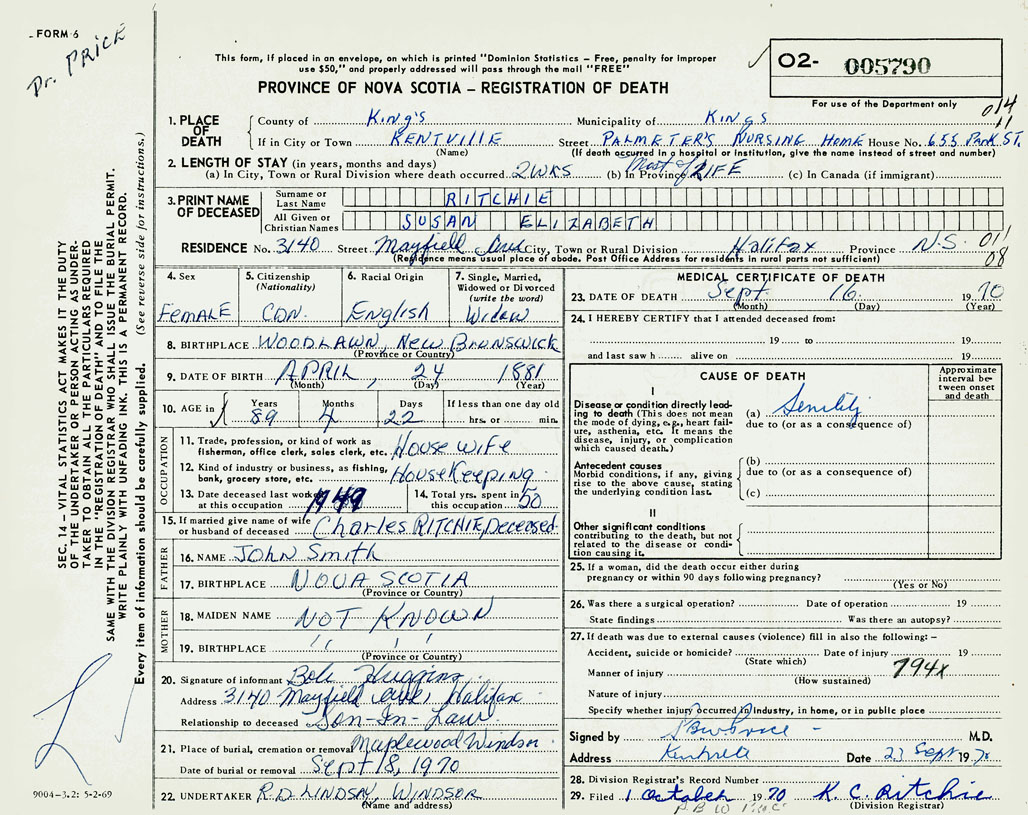 FORM 6
Dr. PRICE
This form, if placed in an envelope, on which is printed "Dominion Statistics – Free, penalty for improper
use $50," and properly addressed will pass through the mail "FREE"
PROVINCE OF NOVA SCOTIA – REGISTRATION OF DEATH
02- 005790
For use of the Department only
014
11
1. PLACE OF DEATH
County of King's Municipality of Kings
If in City or Town KENTVILLE Street PALMETER'S NURSING HOME House No. 655 PARK ST.
(Name) (If death occurred in a hospital or institution, give the name instead of street and number)
2. LENGTH OF STAY (in years, months and days)
(a) In City, Town or Rural Division where death occurred 2WKS (b) In Province Most of LIFE (c) In Canada (if immigrant)
3. PRINT NAME OF DECEASED
Surname or Last Name RITCHIE
All Given or Christian Names SUSAN ELIZABETH
RESIDENCE No. 3140 Street Mayfield Ave City, Town or Rural Division Halifax Province N.S. 011
08
(Residence means usual place of abode. Post Office Address for residents in rural parts not sufficient)
4. Sex
Female
5. Citizenship (Nationality)
CDN.
6. Racial Origin
English
7. Single, Married, Widowed or Divorced (write the word)
Widow
8. BIRTHPLACE WOODLAWN, New Brunswick
(Province or Country)
9. DATE OF BIRTH APRIL, 24 1881
(Month) (Day) (Year)
10. AGE in Years Months Days If less than one day old
89 4 22 hrs. or min.
OCCUPATION
11. Trade, profession, or kind of work as
fisherman, office clerk, sales clerk, etc. House wife
12. Kind of industry or business, as fishing,
bank, grocery store, etc. HouseKeeping
13. Date deceased last worked
at this occupation 1949
14. Total yrs. spent in
this occupation 50
15. If married give name of wife
or husband of deceased Charles RITCHIE, Deceased
FATHER
16. NAME John Smith
17. BIRTHPLACE NOVA SCOTIA
(Province or Country)
MOTHER
18. MAIDEN NAME NOT KNOWN
19. BIRTHPLACE " "
(Province or Country)
20. Signature of informant Bob Huggins
Address 3140 Mayfield Ave, Halifax
Relationship to deceased Son-In-Law
21. Place of burial, cremation or removal Maplewood Windsor
Date of burial or removal Sept 18, 1970
22. UNDERTAKER R.D. LINDSAY, WINDSOR
(Name and address)
MEDICAL CERTIFICATE OF DEATH
23. DATE OF DEATH Sept 16 1970
(Month) (Day) (Year)
24. I HEREBY CERTIFY that I attended deceased from:
19 to 19
and last saw h alive on 19
CAUSE OF DEATH
Approximate
interval be-
tween onset
and death
I
Disease or condition directly lead-
ing to death (This does not mean
the mode of dying, e.g., heart fail-
ure, asthenia, etc. It means the
disease, injury, or complication
which caused death.)
(a) Senility
due to (or as a consequence of)
Antecedent causes
Morbid conditions, if any, giving
rise to the above cause, stating
the underlying condition last.
(b)
due to (or as a consequence of)
(c)
II
Other significant conditions
contributing to the death, but not
related to the disease or condi-
tion causing it.
25. If a woman, did the death occur either during
pregnancy or within 90 days following pregnancy?
(Yes or No)
26. Was there a surgical operation? Date of operation 19
State findings Was there an autopsy?
27. If death was due to external causes (violence) fill in also the following: –
Accident, suicide or homicide? Date of injury 19
(State which)
Manner of injury 794X
(How sustained)
Nature of injury
Specify whether injury occurred in industry, in home, or in public place
Signed by M.D.
Address Kentville Date 23 Sept 1970
28. Division Registrar's Record Number
29. Filed 1 October 1970 K. C. Ritchie
(Division Registrar)
SEC. 14 – VITAL STATISTICS ACT MAKES IT THE DUTY
OF THE UNDERTAKER OR PERSON ACTING AS UNDER-
TAKER TO OBTAIN ALL THE PARTICULARS REQUIRED
IN THE "REGISTRATION OF DEATH" AND TO FILE THE
SAME WITH THE DIVISION REGISTRAR WHO SHALL ISSUE THE BURIAL PERMIT.
WRITE PLAINLY WITH UNFADING INK. THIS IS A PERMANENT RECORD.
Every item of information should be carefully supplied. (See reverse side for instructions.)
9004-3.2: 5-2-69